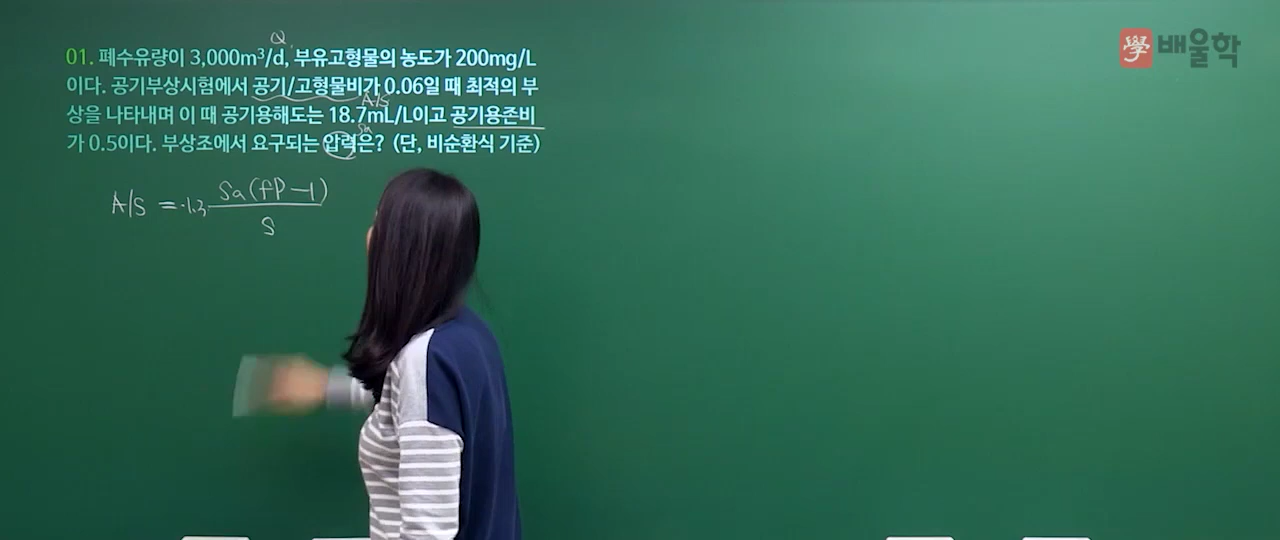 배울학
學
Q
01. 폐수유량이 3,000m³/d, 부유고형물의 농도가 200mg/L
이다. 공기부상시험에서 공기/고형물비가 0.06일 때 최적의 부
A/S
상을 나타내며 이 때 공기용해도는 18.7mL/L이고 공기용존비
Sa
가 0.5이다. 부상조에서 요구되는 압력은? (단, 비순환식 기준)
A/S = 1.3 Sa(fP-1)
S